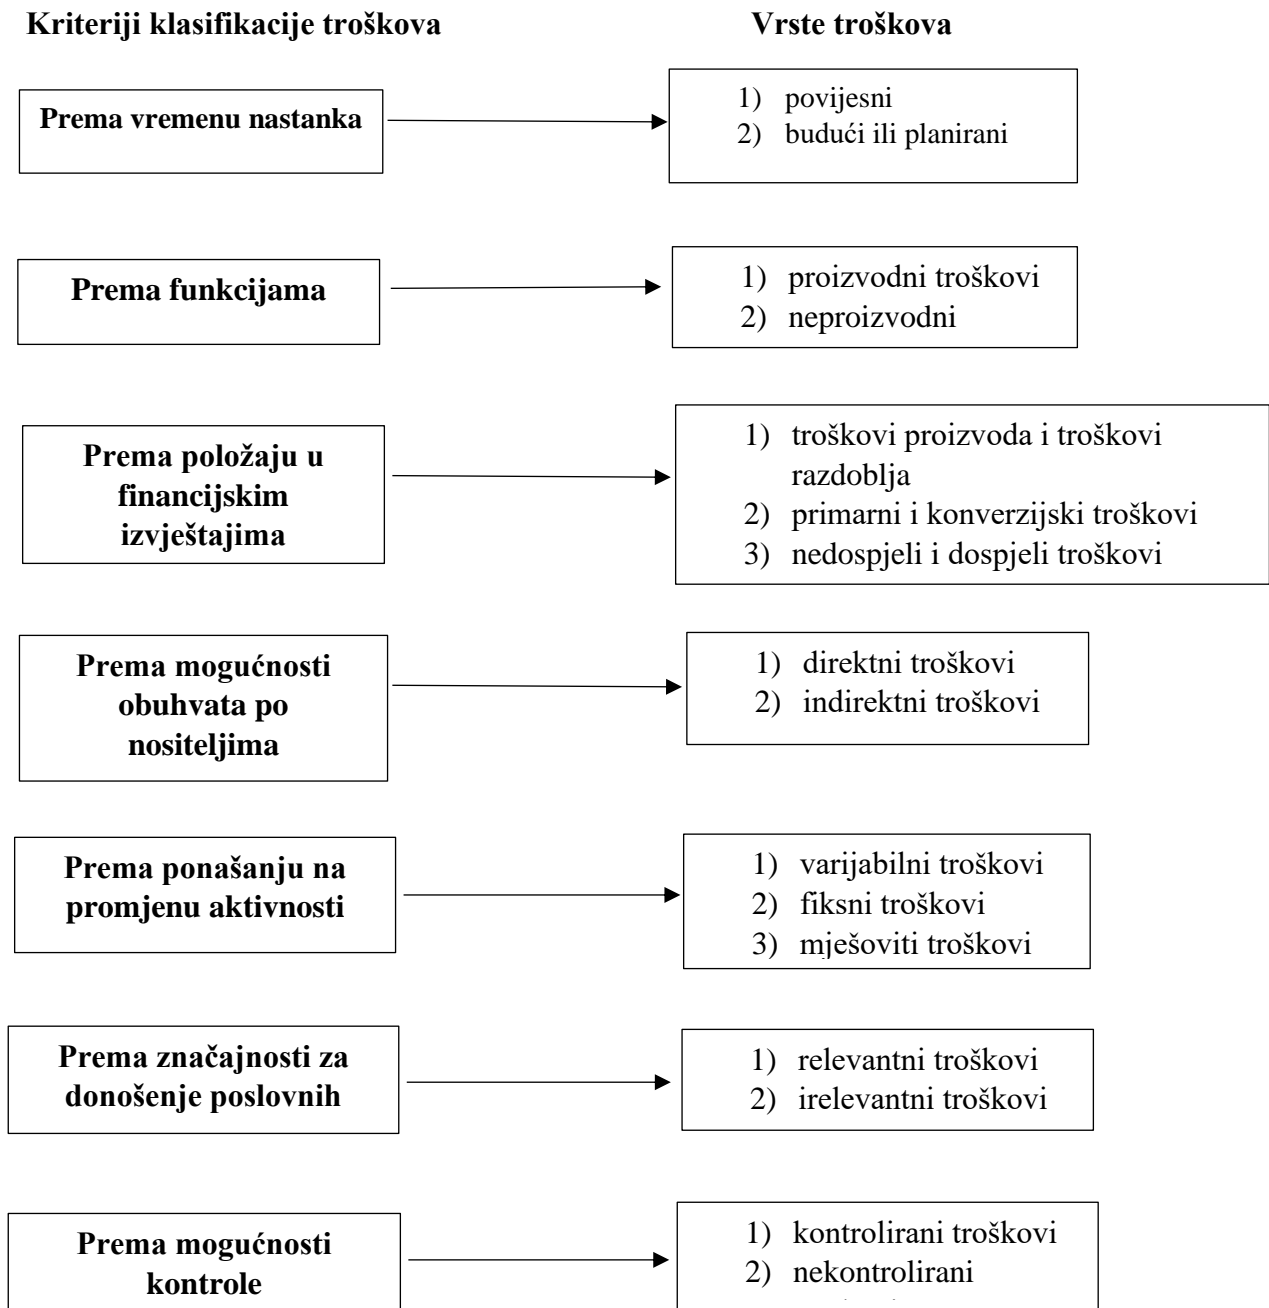 Kriteriji klasifikacije troškova
Vrste troškova
Prema vremenu nastanka
1) povijesni
2) budući ili planirani
Prema funkcijama
1) proizvodni troškovi
2) neproizvodni
Prema položaju u
financijskim
izvještajima
1) troškovi proizvoda i troškovi
razdoblja
2) primarni i konverzijski troškovi
3) nedospjeli i dospjeli troškovi
Prema mogućnosti
obuhvata po
nositeljima
1) direktni troškovi
2) indirektni troškovi
Prema ponašanju na
promjenu aktivnosti
1) varijabilni troškovi
2) fiksni troškovi
3) mješoviti troškovi
Prema značajnosti za
donošenje poslovnih
1) relevantni troškovi
2) irelevantni troškovi
Prema mogućnosti
kontrole
1) kontrolirani troškovi
2) nekontrolirani